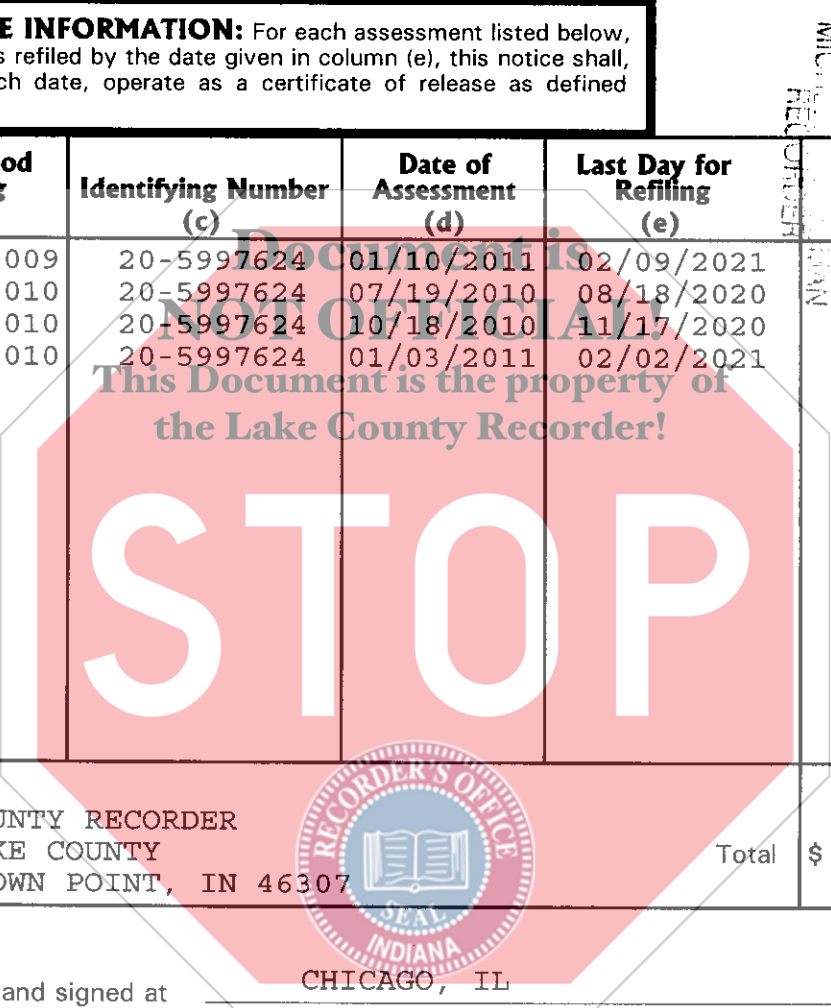 E INFORMATION: For each assessment listed below,
s refiled by the date given in column (e), this notice shall,
ch date, operate as a certificate of release as defined
RECORDER
od
g
Identifying Number
(c)
Date of
Assessment
(d)
Last Day for
Refiling
(e)
009 20-5997624 01/10/2011 02/09/2021
010 20-5997624 07/19/2010 08/18/2020
010 20-5997624 10/18/2010 11/17/2020
010 20-5997624 01/03/2011 02/02/2021
Document is
NOT OFFICIAL!
This Document is the property of
the Lake County Recorder!
STOP
RECORDER'S OFFICE
SEAL
INDIANA
UNTY RECORDER
KE COUNTY
OWN POINT, IN 46307
Total $
and signed at CHICAGO, IL